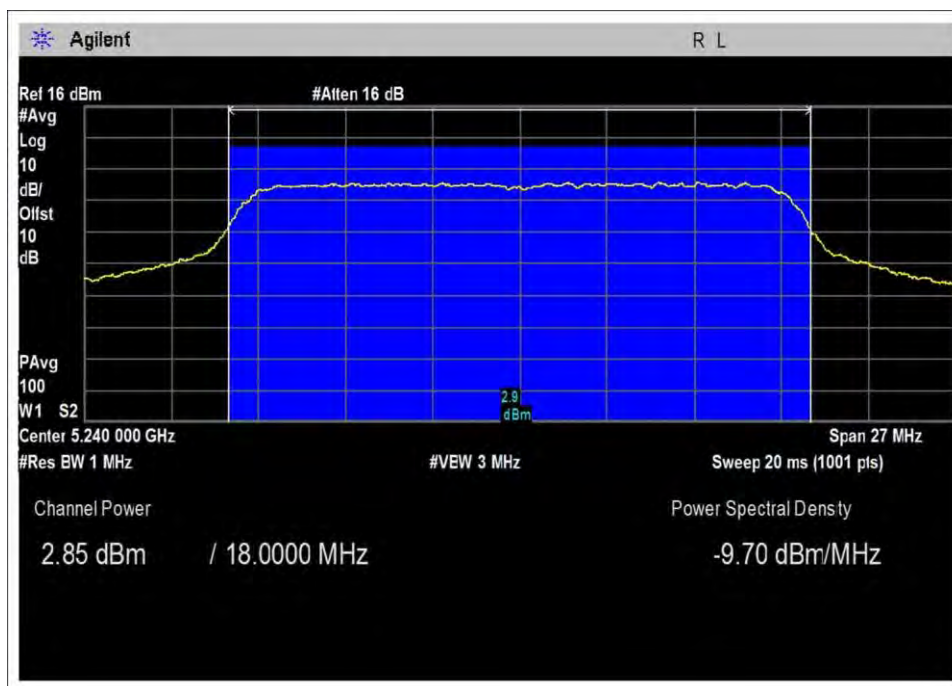 Agilent
R L
Ref 16 dBm
#Atten 16 dB
#Avg
Log
10
dB/
Offst
10
dB
PAvg
100
W1 S2
2.9
dBm
Center 5.240 000 GHz
Span 27 MHz
#Res BW 1 MHz
#VBW 3 MHz
Sweep 20 ms (1001 pts)
Channel Power
Power Spectral Density
2.85 dBm / 18.0000 MHz
-9.70 dBm/MHz